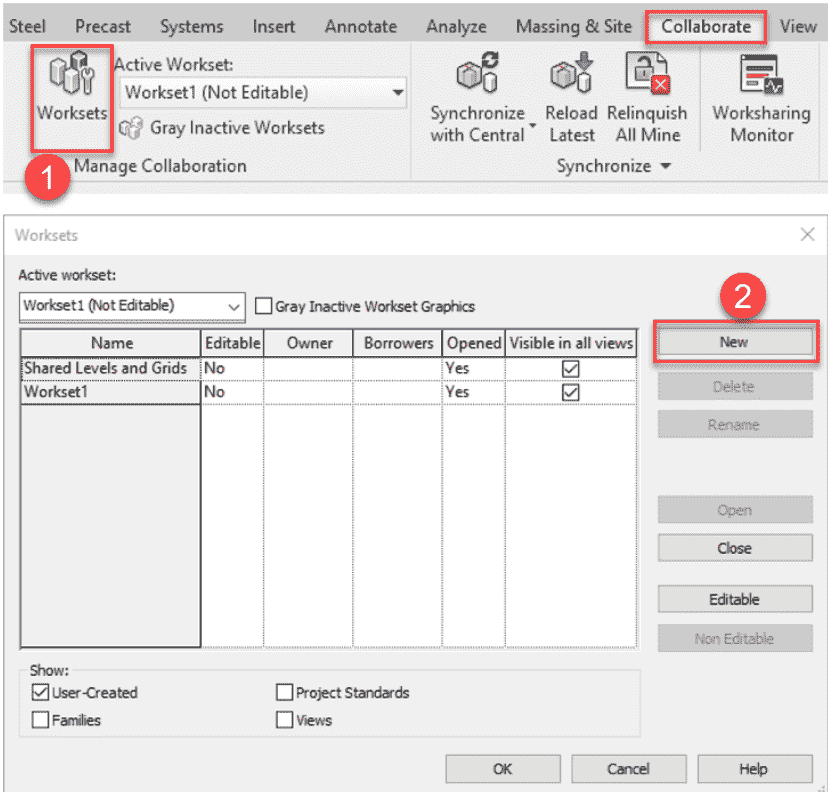 Steel Precast Systems Insert Annotate Analyze Massing & Site Collaborate View
Active Workset:
Workset1 (Not Editable)
Worksets
Gray Inactive Worksets
Synchronize with Central
Reload Latest
Relinquish All Mine
Worksharing Monitor
1
Manage Collaboration
Synchronize
Worksets
Active workset:
Workset1 (Not Editable)
Gray Inactive Workset Graphics
2
Name Editable Owner Borrowers Opened Visible in all views
Shared Levels and Grids No Yes
Workset1 No Yes
New
Delete
Rename
Open
Close
Editable
Non Editable
Show:
User-Created Project Standards
Families Views
OK Cancel Help